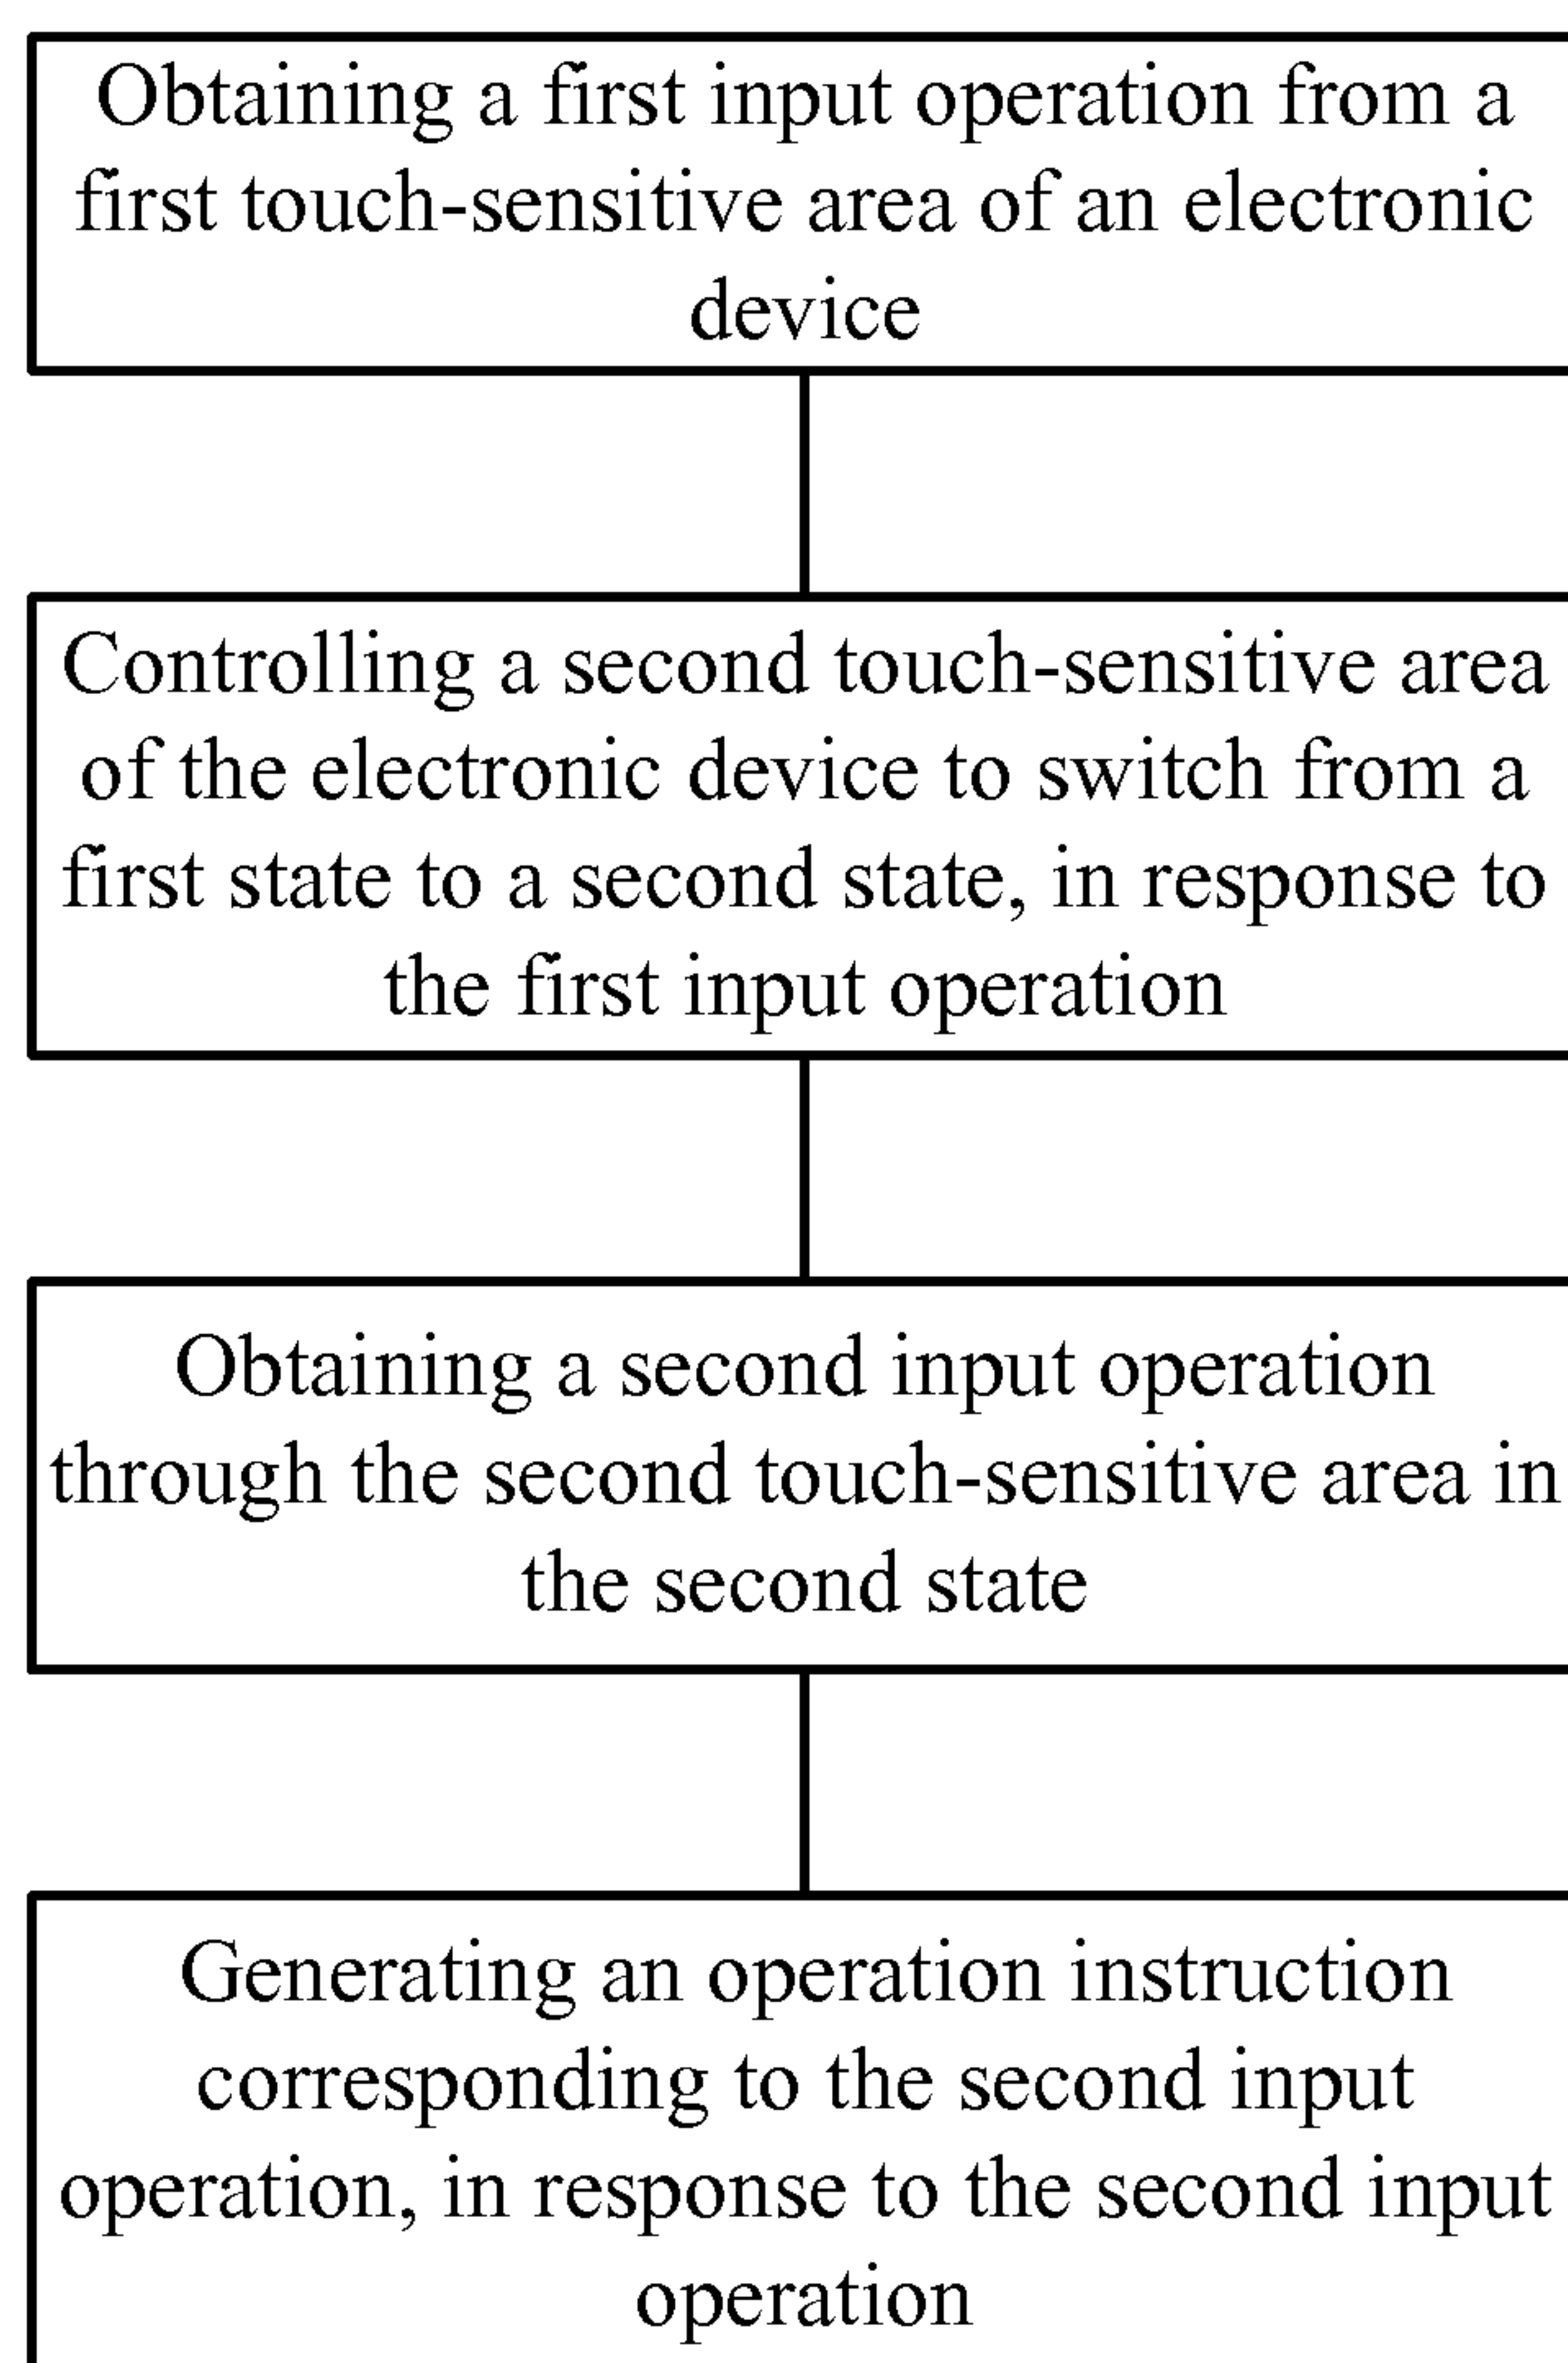 Obtaining a first input operation from a
first touch-sensitive area of an electronic
device
Controlling a second touch-sensitive area
of the electronic device to switch from a
first state to a second state, in response to
the first input operation
Obtaining a second input operation
through the second touch-sensitive area in
the second state
Generating an operation instruction
corresponding to the second input
operation, in response to the second input
operation